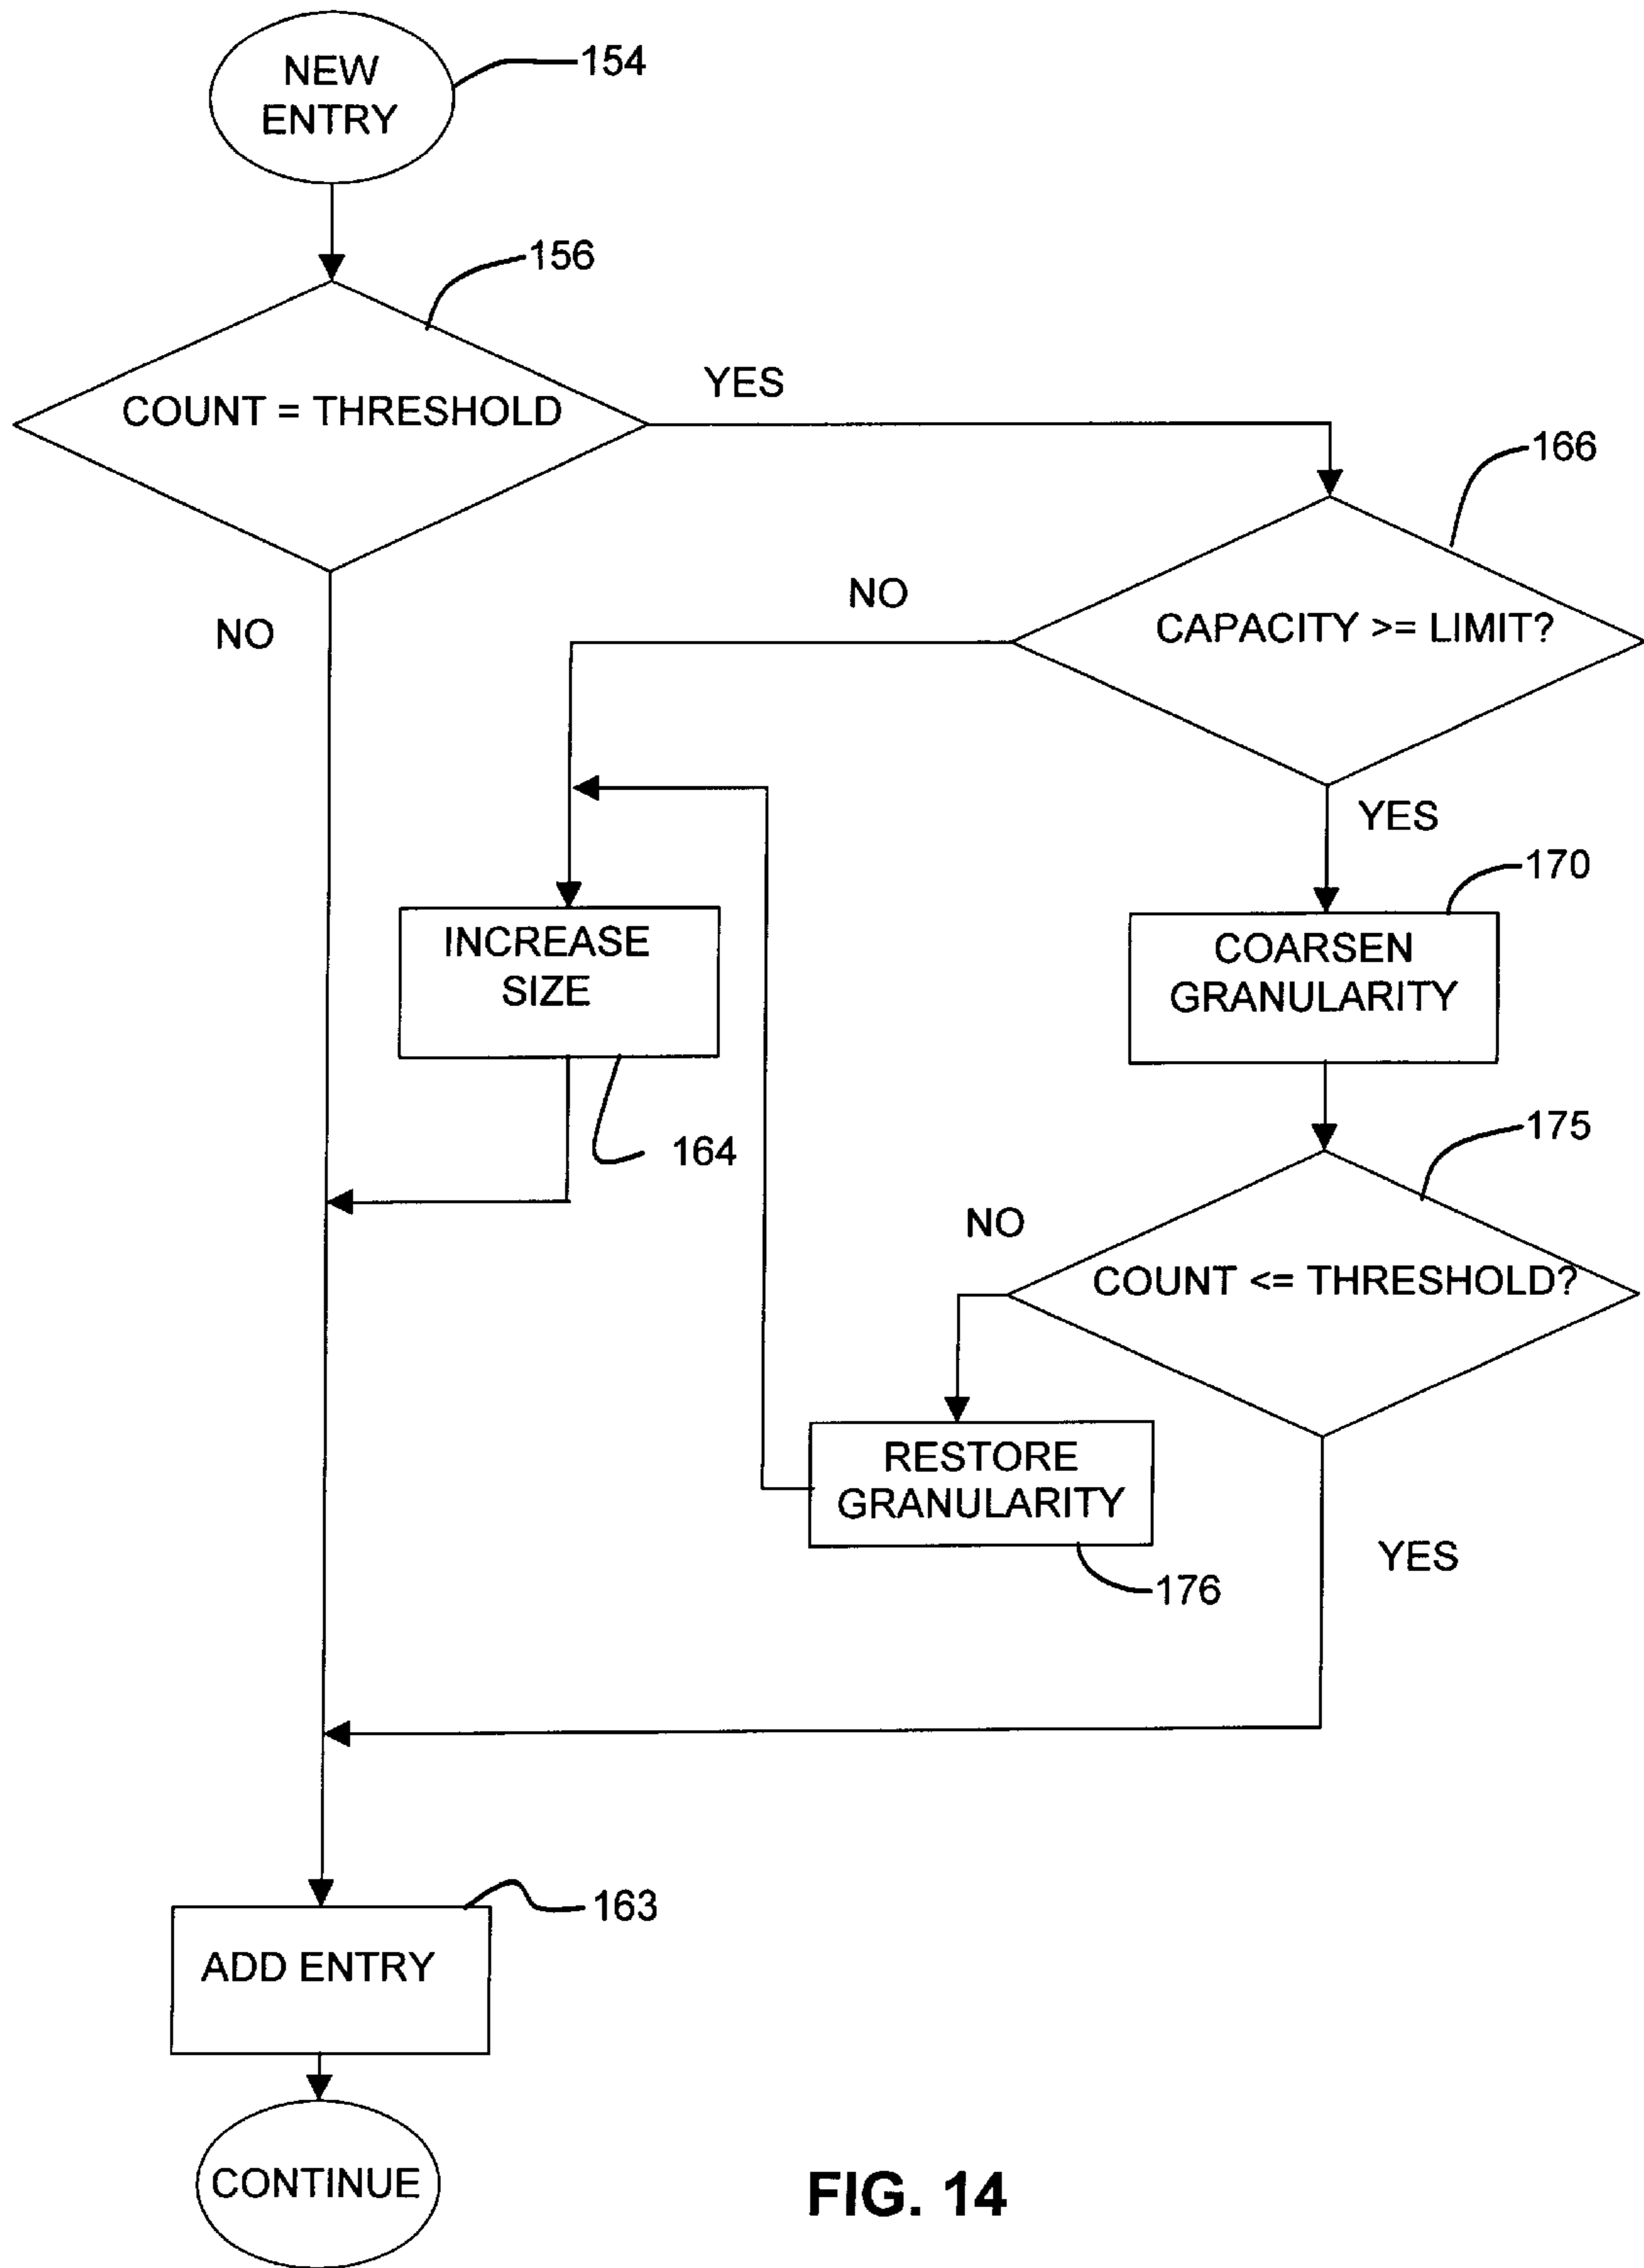 NEW
ENTRY
154
156
COUNT = THRESHOLD
YES
166
NO
NO
CAPACITY >= LIMIT?
YES
170
INCREASE
SIZE
COARSEN
GRANULARITY
164
175
NO
COUNT <= THRESHOLD?
RESTORE
GRANULARITY
YES
176
163
ADD ENTRY
CONTINUE
FIG. 14